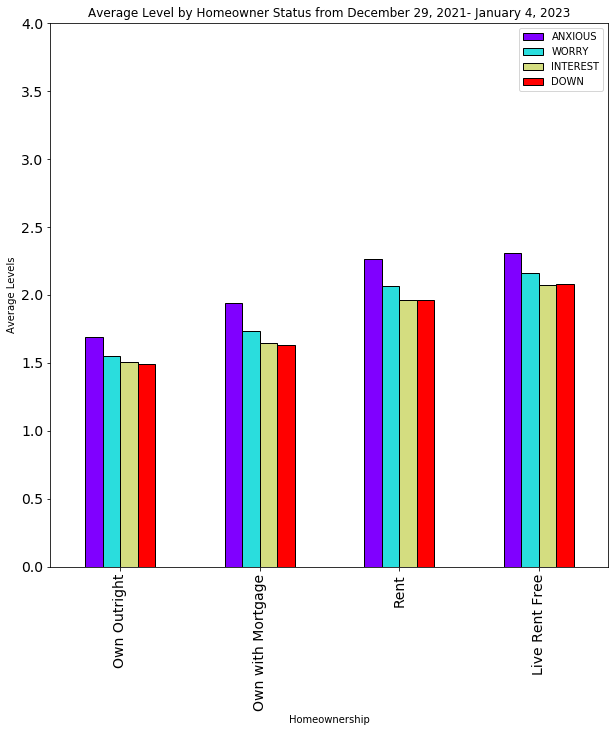 Average Level by Homeowner Status from December 29, 2021- January 4, 2023
ANXIOUS
WORRY
INTEREST
DOWN
4.0
3.5
3.0
2.5
2.0
1.5
1.0
0.5
0.0
Average Levels
Own Outright
Own with Mortgage
Rent
Live Rent Free
Homeownership